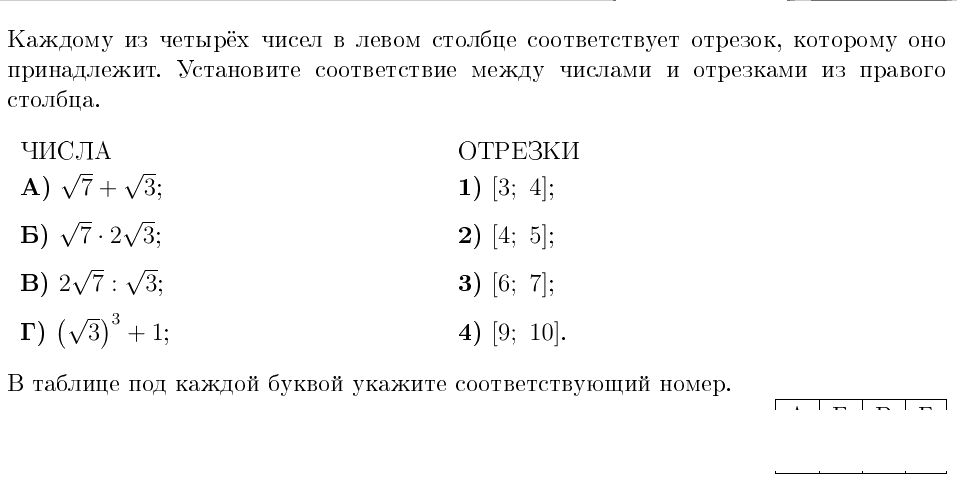 Каждому из четырёх чисел в левом столбце соответствует отрезок, которому оно
принадлежит. Установите соответствие между числами и отрезками из правого
столбца.
ЧИСЛА ОТРЕЗКИ
А) √7 + √3; 1) [3; 4];
Б) √7 · 2√3; 2) [4; 5];
В) 2√7 : √3; 3) [6; 7];
Г) (√3)³ + 1; 4) [9; 10].
В таблице под каждой буквой укажите соответствующий номер.